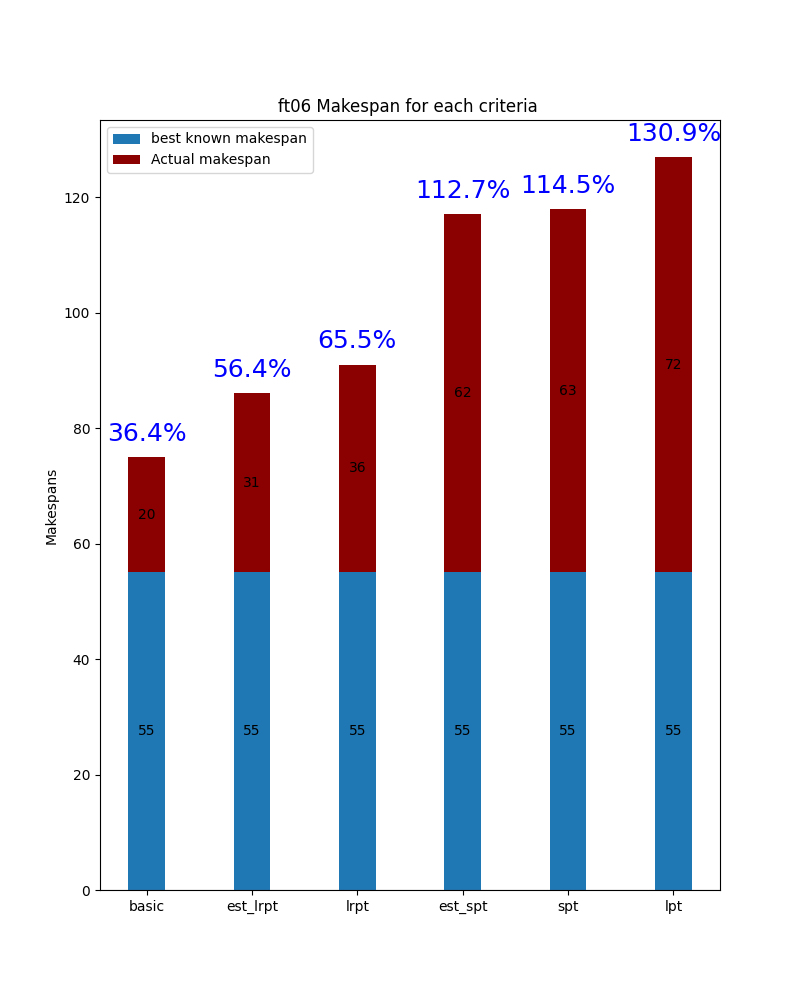 ft06 Makespan for each criteria
best known makespan
Actual makespan
130.9%
112.7%
114.5%
65.5%
56.4%
36.4%
120
100
80
60
40
20
0
Makespans
20
31
36
62
63
72
55
55
55
55
55
55
basic
est_lrpt
lrpt
est_spt
spt
lpt